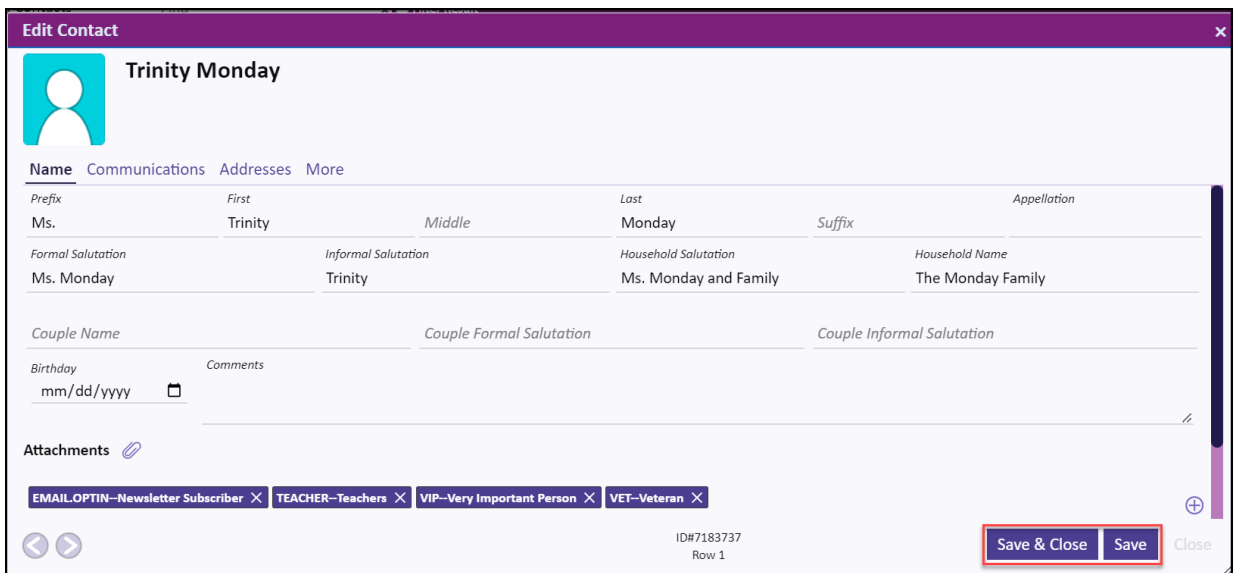 Edit Contact ×
Trinity Monday
Name Communications Addresses More
Prefix First Last Appellation
Ms. Trinity Middle Monday Suffix
Formal Salutation Informal Salutation Household Salutation Household Name
Ms. Monday Trinity Ms. Monday and Family The Monday Family
Couple Name Couple Formal Salutation Couple Informal Salutation
Birthday Comments
mm/dd/yyyy
Attachments
EMAIL.OPTIN--Newsletter Subscriber × TEACHER--Teachers × VIP--Very Important Person × VET--Veteran ×
ID#7183737
Row 1
Save & Close Save Close